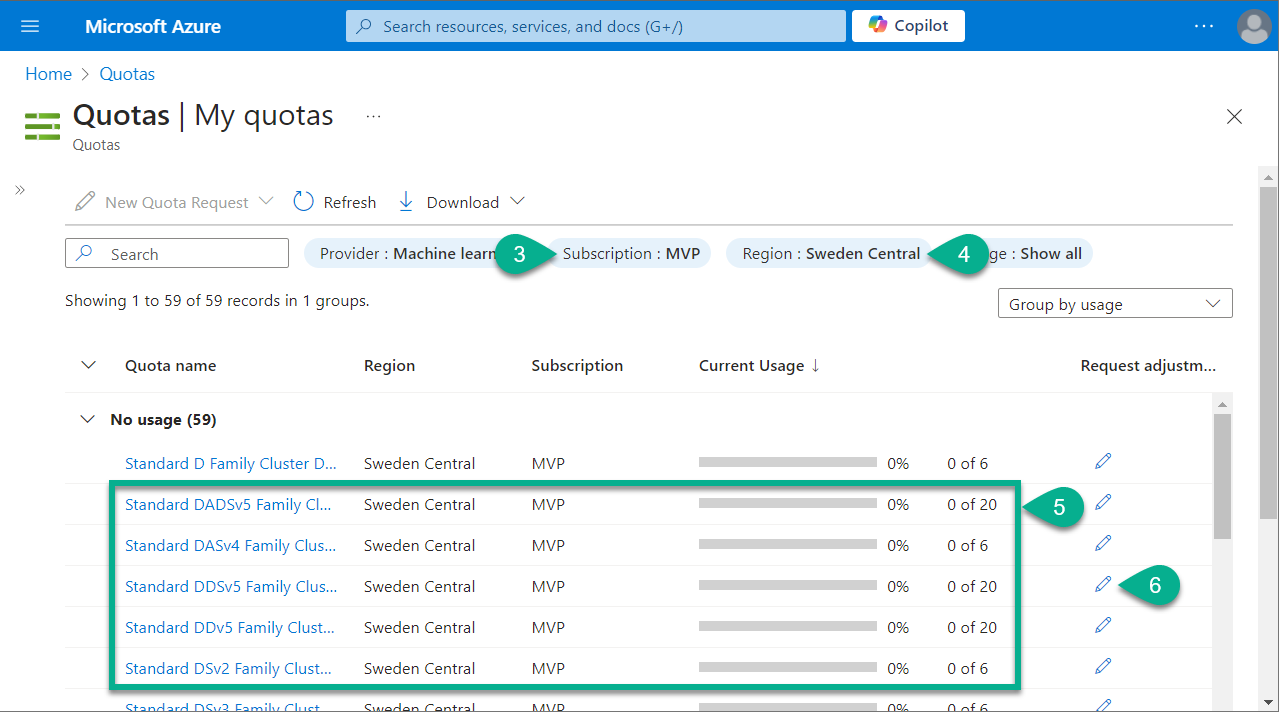 Microsoft Azure
Search resources, services, and docs (G+/)
Copilot
...
Home > Quotas
Quotas | My quotas ...
Quotas
»
New Quota Request
Refresh
Download
Search
Provider : Machine learn
3
Subscription : MVP
Region : Sweden Central
4
ge : Show all
Showing 1 to 59 of 59 records in 1 groups.
Group by usage
Quota name Region Subscription Current Usage ↓ Request adjustm...
No usage (59)
Standard D Family Cluster D... Sweden Central MVP 0% 0 of 6
Standard DADSv5 Family Cl... Sweden Central MVP 0% 0 of 20
5
Standard DASv4 Family Clus... Sweden Central MVP 0% 0 of 6
Standard DDSv5 Family Clus... Sweden Central MVP 0% 0 of 20
6
Standard DDv5 Family Clust... Sweden Central MVP 0% 0 of 20
Standard DSv2 Family Clust... Sweden Central MVP 0% 0 of 6
Standard DSv3 Family Clust... Sweden Central MVP 0% 0 of 6